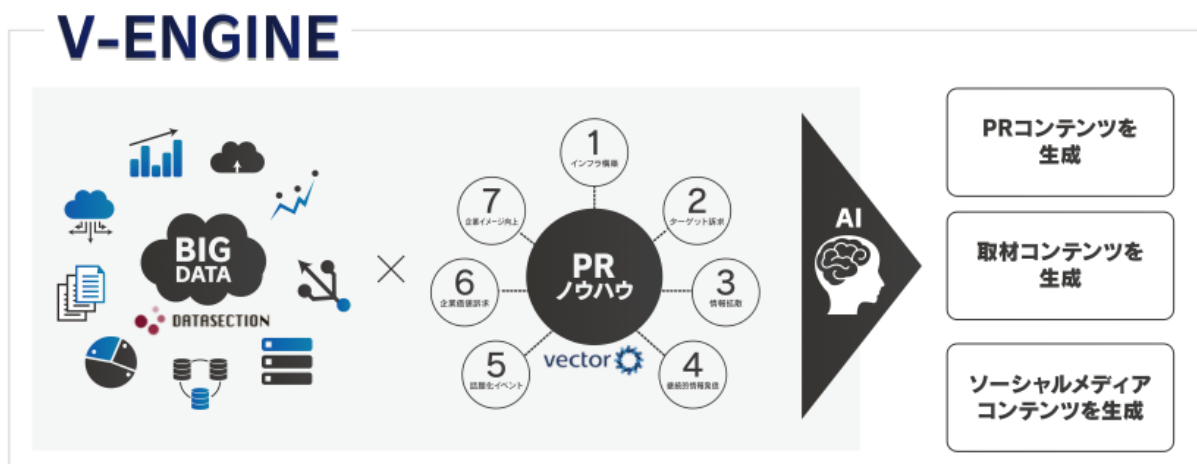 V-ENGINE
BIG
DATA
DATASECTION
×
PR
ノウハウ
vector
1
インフラ構築
2
ターゲット訴求
3
情報拡散
4
継続的情報発信
5
話題化イベント
6
企業価値訴求
7
企業イメージ向上
AI
PRコンテンツを
生成
取材コンテンツを
生成
ソーシャルメディア
コンテンツを生成